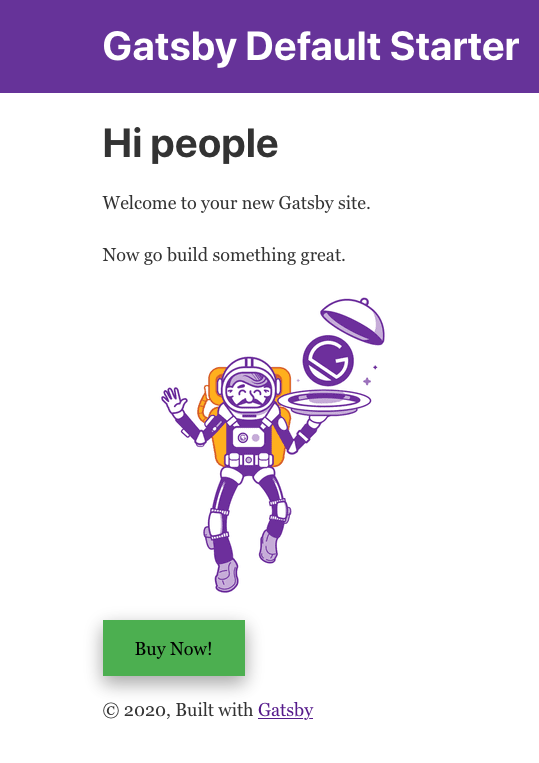 Gatsby Default Starter
Hi people
Welcome to your new Gatsby site.
Now go build something great.
Buy Now!
© 2020, Built with Gatsby